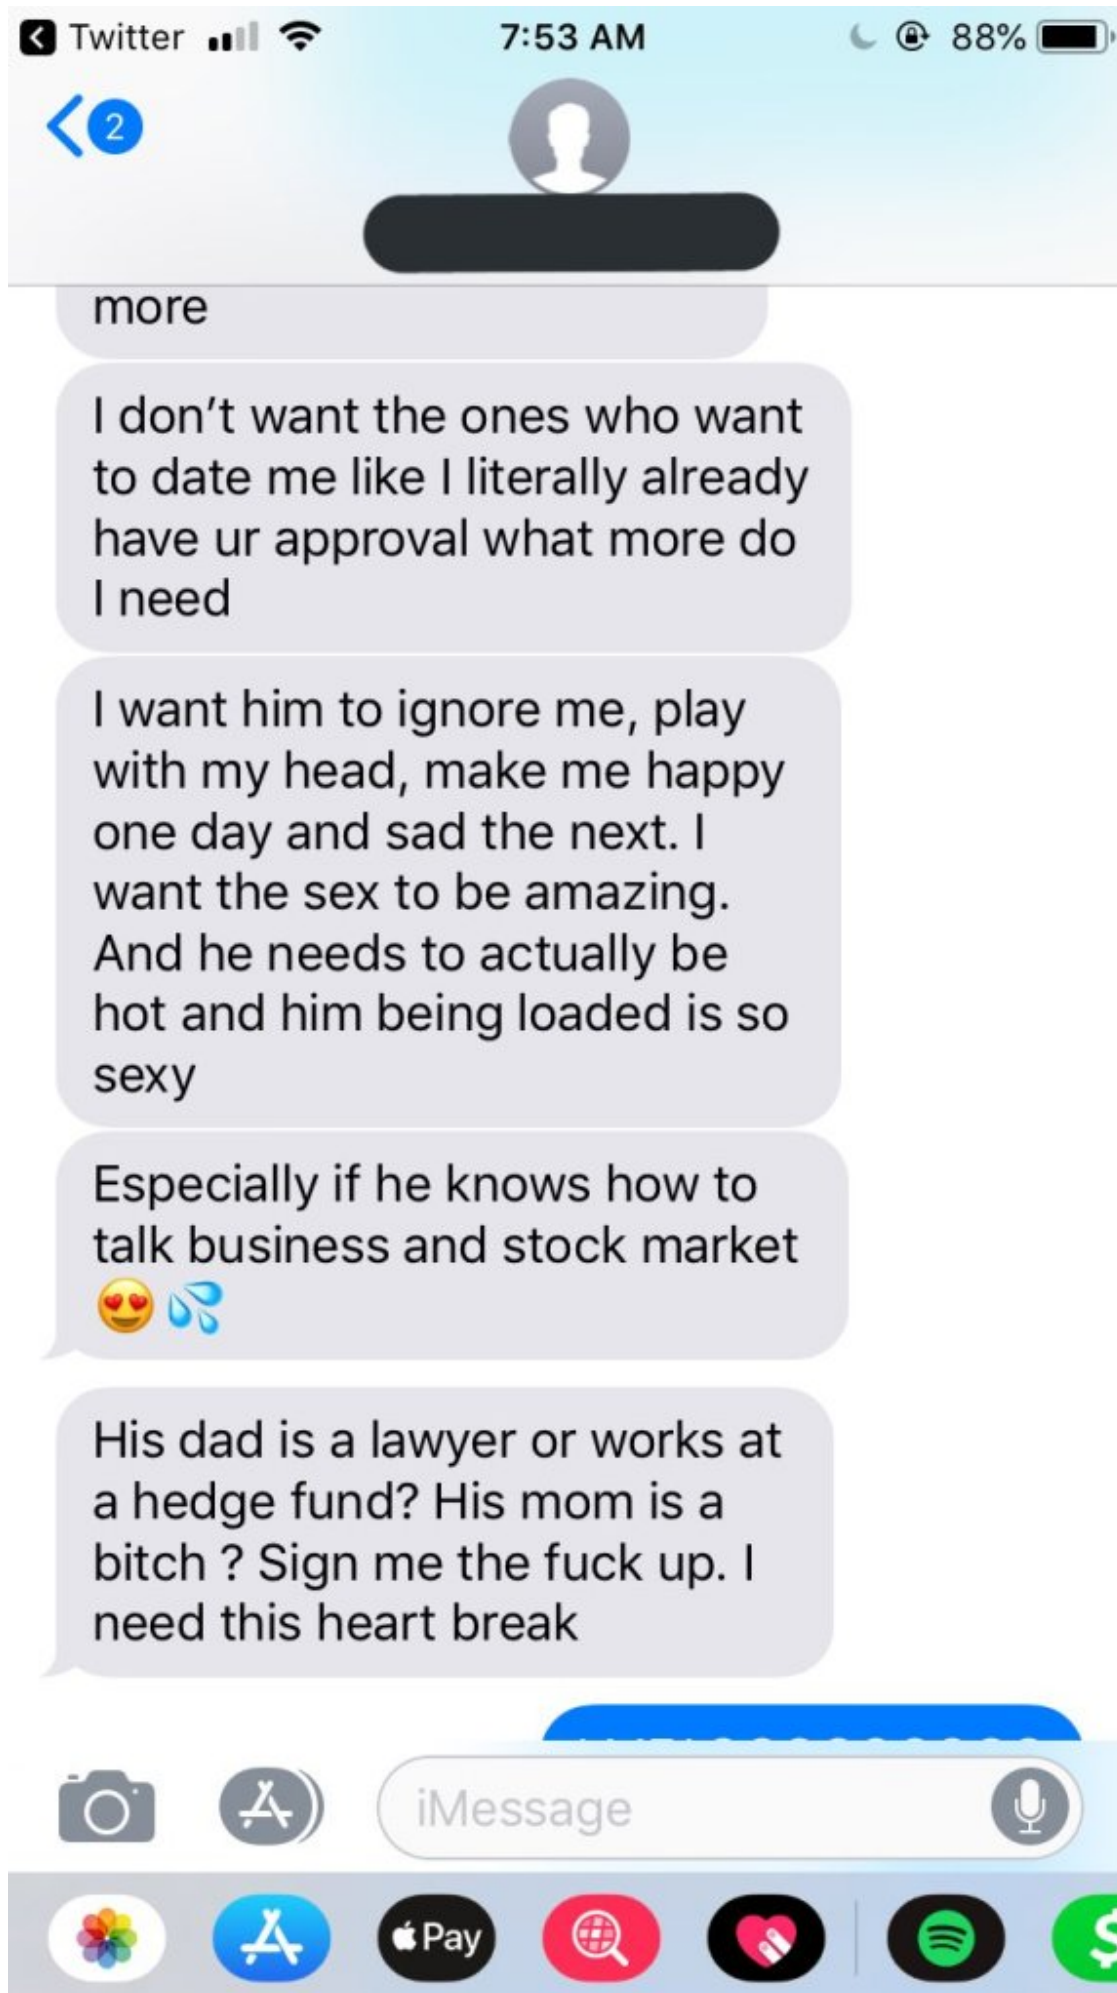 Twitter
7:53 AM
88%
2
more
I don’t want the ones who want
to date me like I literally already
have ur approval what more do
I need
I want him to ignore me, play
with my head, make me happy
one day and sad the next. I
want the sex to be amazing.
And he needs to actually be
hot and him being loaded is so
sexy
Especially if he knows how to
talk business and stock market
😍💦
His dad is a lawyer or works at
a hedge fund? His mom is a
bitch ? Sign me the fuck up. I
need this heart break
iMessage
Pay
$